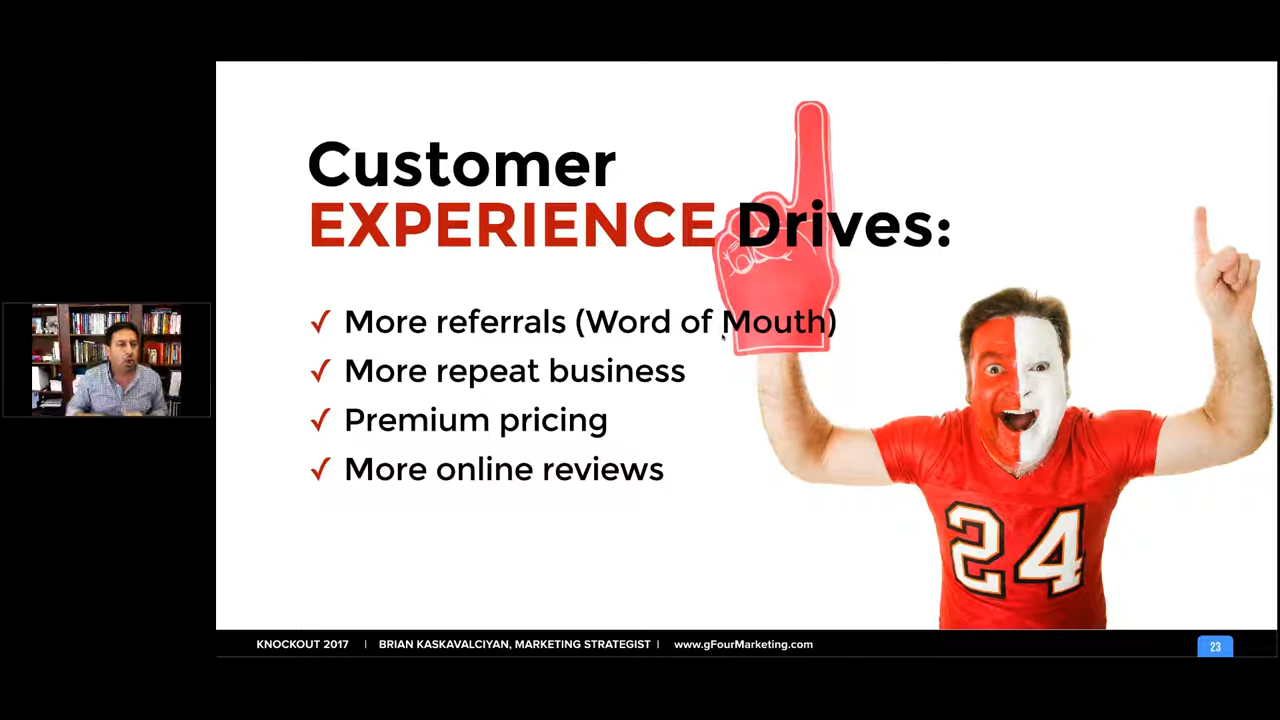 Customer
EXPERIENCE Drives:
✓ More referrals (Word of Mouth)
✓ More repeat business
✓ Premium pricing
✓ More online reviews
24
KNOCKOUT 2017 | BRIAN KASKAVALCIYAN, MARKETING STRATEGIST | www.gFourMarketing.com
23